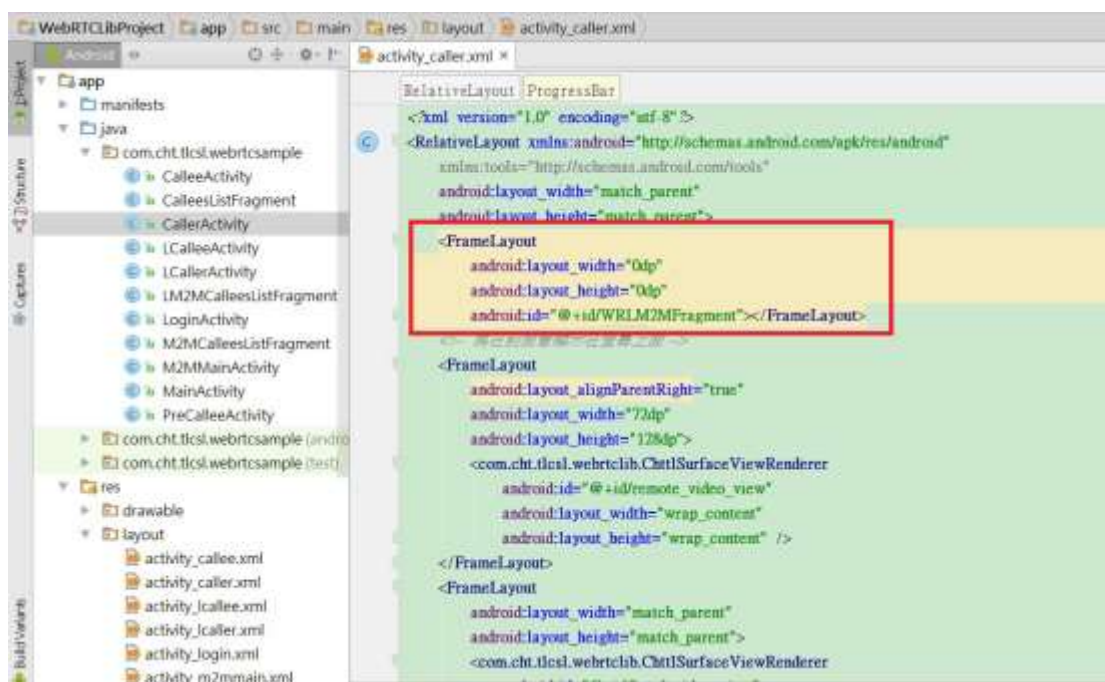 WebRTCLibProject app src main res layout activity_caller.xml
Android
activity_caller.xml
1: Project
app
manifests
java
com.cht.tlcsl.webrtcsample
CalleeActivity
CalleesListFragment
CallerActivity
LCalleeActivity
LCallerActivity
LM2MCalleesListFragment
LoginActivity
M2MCalleesListFragment
M2MMainActivity
MainActivity
PreCalleeActivity
com.cht.tlcsl.webrtcsample (andro
com.cht.tlcsl.webrtcsample (test)
res
drawable
layout
activity_callee.xml
activity_caller.xml
activity_lcallee.xml
activity_lcaller.xml
activity_login.xml
activity_m2mmain.xml
Z: Structure
Captures
Build Variants
RelativeLayout ProgressBar
<?xml version="1.0" encoding="utf-8"?>
<RelativeLayout xmlns:android="http://schemas.android.com/apk/res/android"
xmlns:tools="http://schemas.android.com/tools"
android:layout_width="match_parent"
android:layout_height="match_parent">
<FrameLayout
android:layout_width="0dp"
android:layout_height="0dp"
android:id="@+id/WRLM2MFragment"></FrameLayout>
<FrameLayout
android:layout_alignParentRight="true"
android:layout_width="72dp"
android:layout_height="128dp">
<com.cht.tlcsl.webrtclib.ChttlSurfaceViewRenderer
android:id="@+id/remote_video_view"
android:layout_width="wrap_content"
android:layout_height="wrap_content" />
</FrameLayout>
<FrameLayout
android:layout_width="match_parent"
android:layout_height="match_parent">
<com.cht.tlcsl.webrtclib.ChttlSurfaceViewRenderer